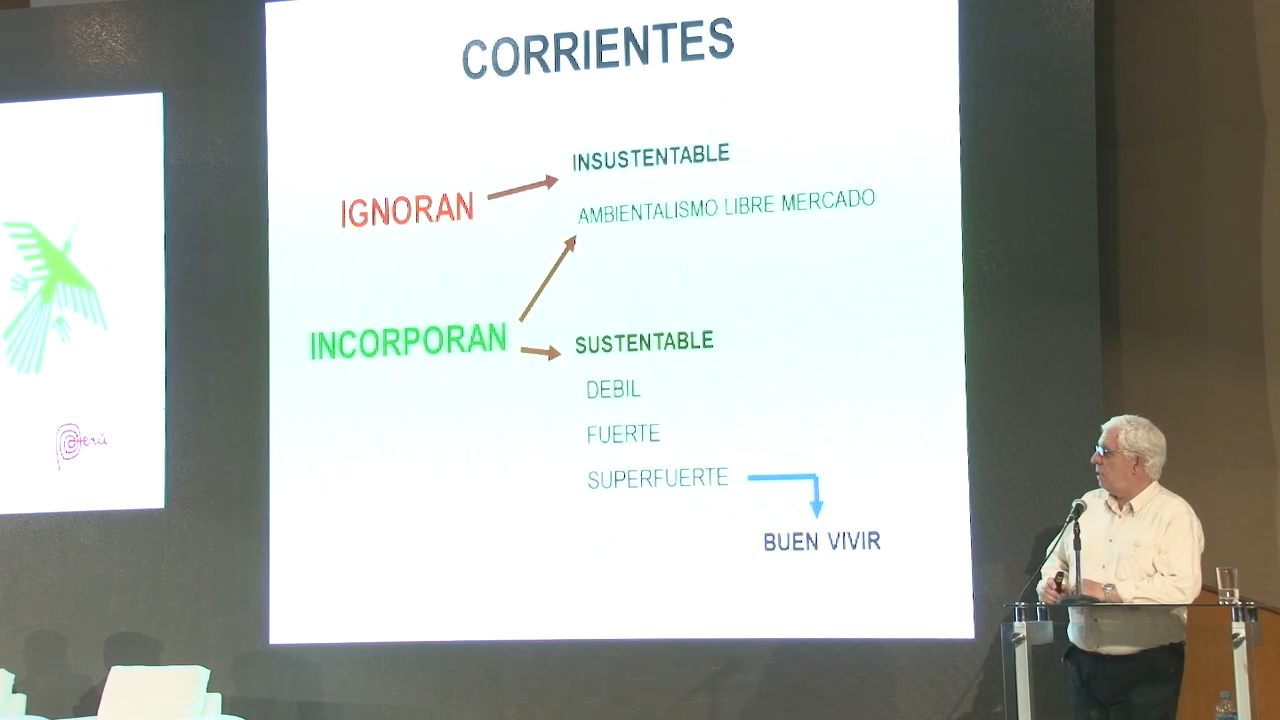 CORRIENTES
INSUSTENTABLE
IGNORAN
AMBIENTALISMO LIBRE MERCADO
INCORPORAN
SUSTENTABLE
DEBIL
FUERTE
SUPERFUERTE
BUEN VIVIR
Perú